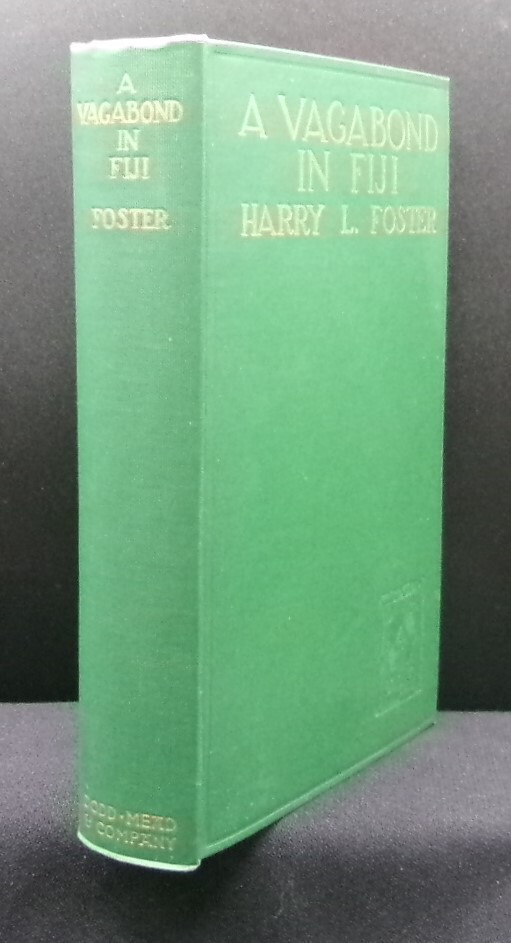 A
VAGABOND
IN
FIJI
FOSTER
DODD·MEAD
& COMPANY
A VAGABOND
IN FIJI
HARRY L. FOSTER